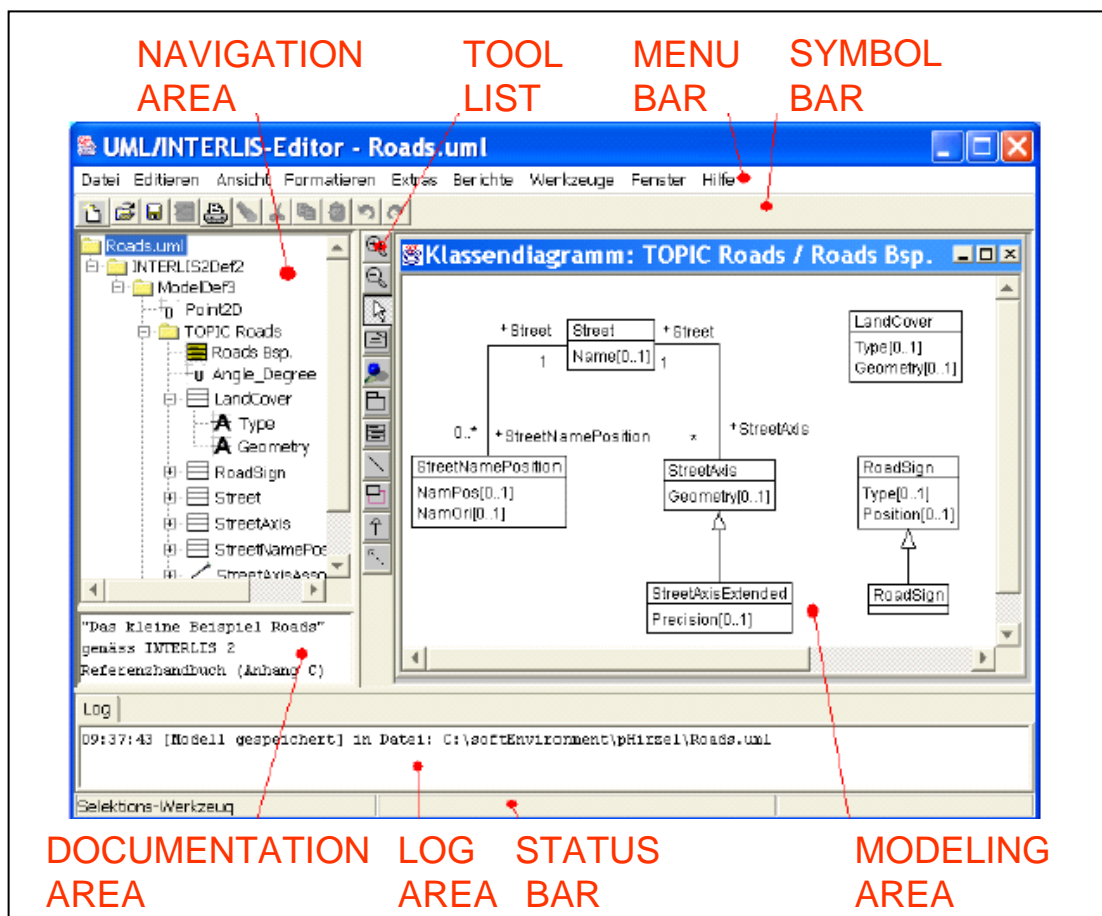 NAVIGATION AREA
TOOL LIST
MENU BAR
SYMBOL BAR
UML/INTERLIS-Editor - Roads.uml
Datei Editieren Ansicht Formatieren Extras Berichte Werkzeuge Fenster Hilfe
Roads.uml
INTERLIS2Def2
ModelDef3
Point2D
TOPIC Roads
Roads Bsp.
Angle_Degree
LandCover
A Type
A Geometry
RoadSign
Street
StreetAxis
StreetNamePos
StreetAxisAsso
"Das kleine Beispiel Roads"
genäss INTERLIS 2
Referenzhandbuch (Anhang C)
Klassendiagramm: TOPIC Roads / Roads Bsp.
+Street
Street
+Street
Name[0..1]
1
1
LandCover
Type[0..1]
Geometry[0..1]
0..*
+StreetNamePosition
*
+StreetAxis
StreetNamePosition
NamPos[0..1]
NamOri[0..1]
StreetAxis
Geometry[0..1]
RoadSign
Type[0..1]
Position[0..1]
StreetAxisExtended
Precision[0..1]
RoadSign
Log
09:37:43 [Modell gespeichert] in Datei: C:\softEnvironment\pHirzel\Roads.uml
Selektions-Werkzeug
DOCUMENTATION AREA
LOG AREA
STATUS BAR
MODELING AREA